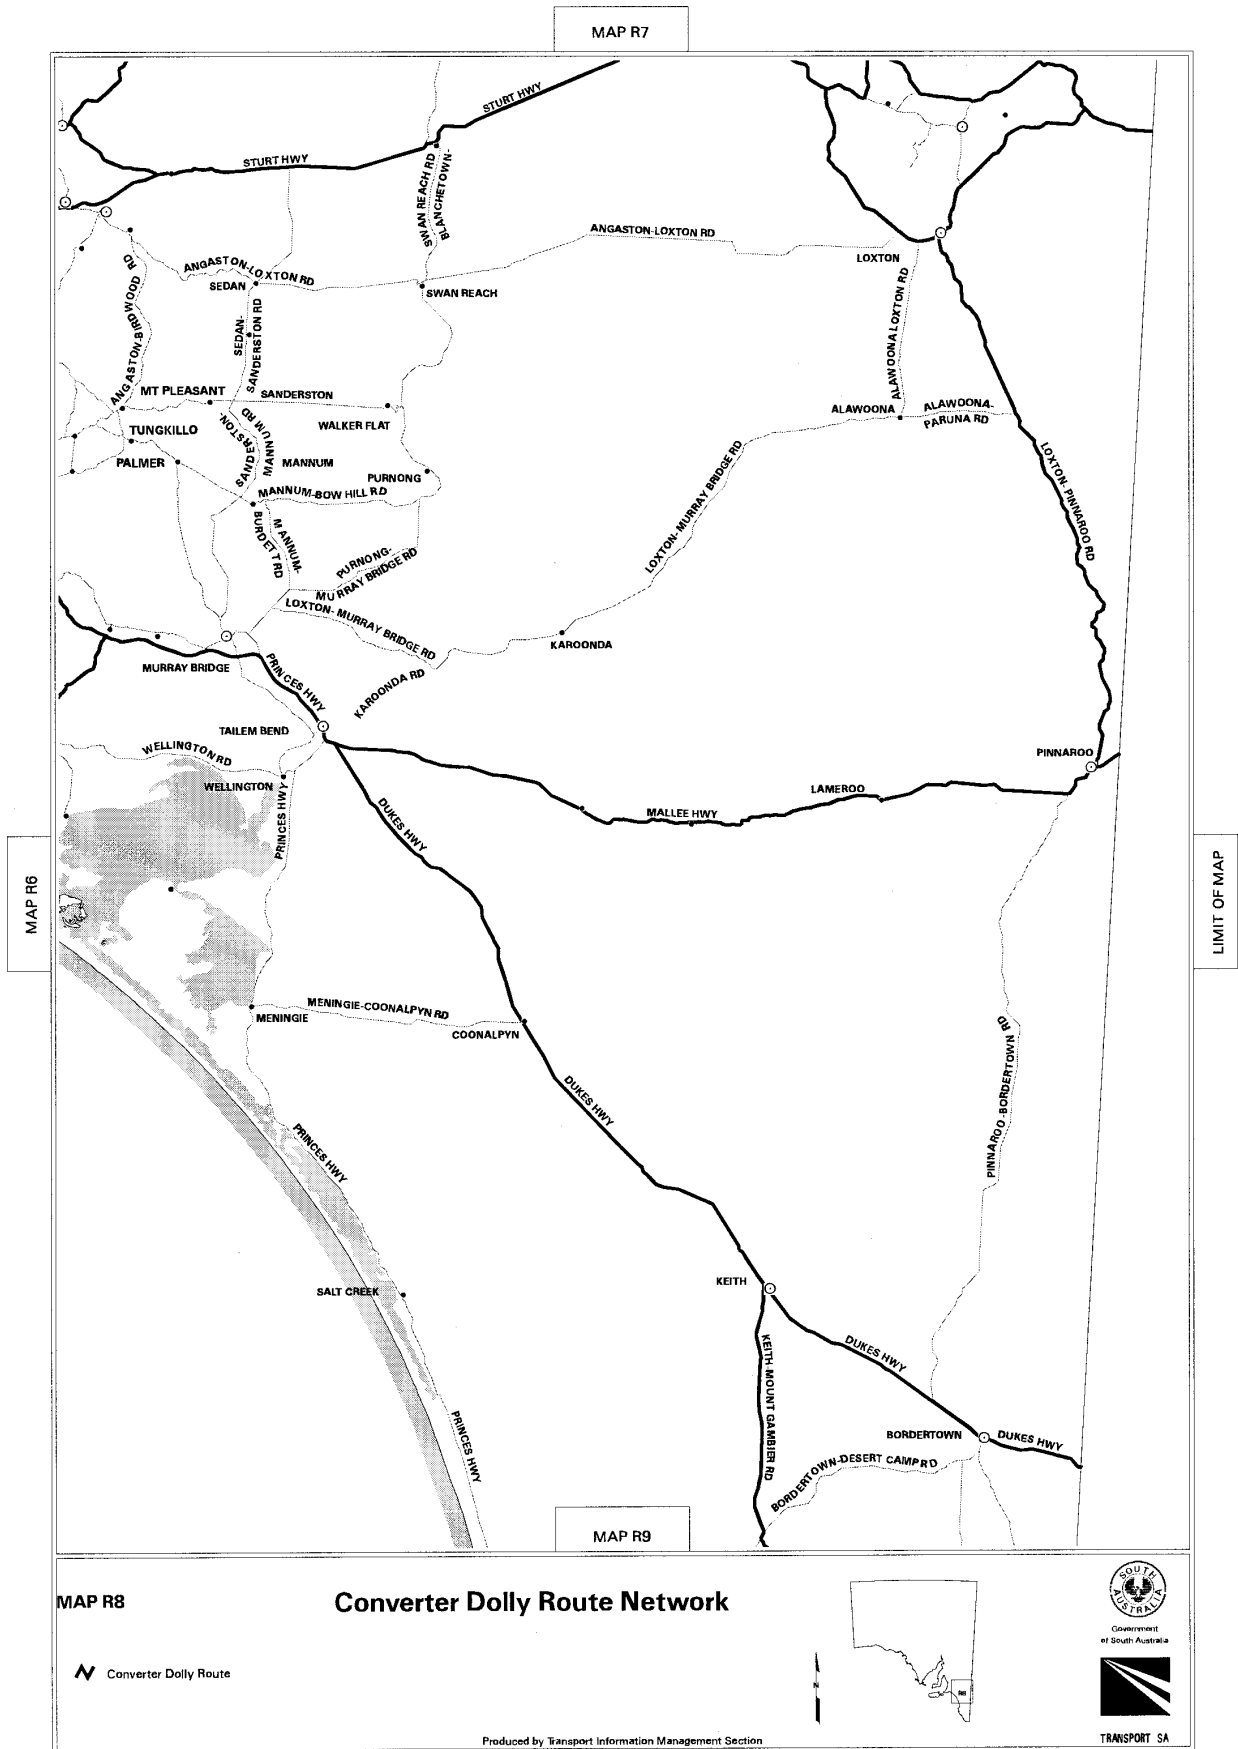 MAP R7
STURT HWY
STURT HWY
SWAN REACH RD
BLANCHETOWN-
ANGASTON-LOXTON RD
LOXTON
ANGASTON-LOXTON RD
SEDAN
SWAN REACH
ANGASTON-BIRDWOOD RD
SEDAN-
SANDERSTON RD
ALAWOONA LOXTON RD
MT PLEASANT
SANDERSTON
WALKER FLAT
ALAWOONA
ALAWOONA-
PARUNA RD
TUNGKILLO
SANDERSTON-
MANNUM RD
MANNUM
MANNUM
PALMER
PURNONG
MANNUM-BOW HILL RD
LOXTON-MURRAY BRIDGE RD
LOXTON-PINNAROO RD
BURDETT RD
MANNUM-
PURNONG-
MURRAY BRIDGE RD
LOXTON-MURRAY BRIDGE RD
KAROONDA
MURRAY BRIDGE
PRINCES HWY
KAROONDA RD
TAILEM BEND
WELLINGTON RD
WELLINGTON
PRINCES HWY
PINNAROO
LAMEROO
MALLEE HWY
DUKES HWY
MAP R6
LIMIT OF MAP
MENINGIE-COONALPYN RD
MENINGIE
COONALPYN
DUKES HWY
PINNAROO-BORDERTOWN RD
PRINCES HWY
SALT CREEK
KEITH
DUKES HWY
KEITH-MOUNT GAMBIER RD
PRINCES HWY
BORDERTOWN
DUKES HWY
BORDERTOWN-DESERT CAMP RD
MAP R9
MAP R8
Converter Dolly Route Network
Converter Dolly Route
N
R8
SOUTH
AUSTRALIA
Government
of South Australia
TRANSPORT SA
Produced by Transport Information Management Section